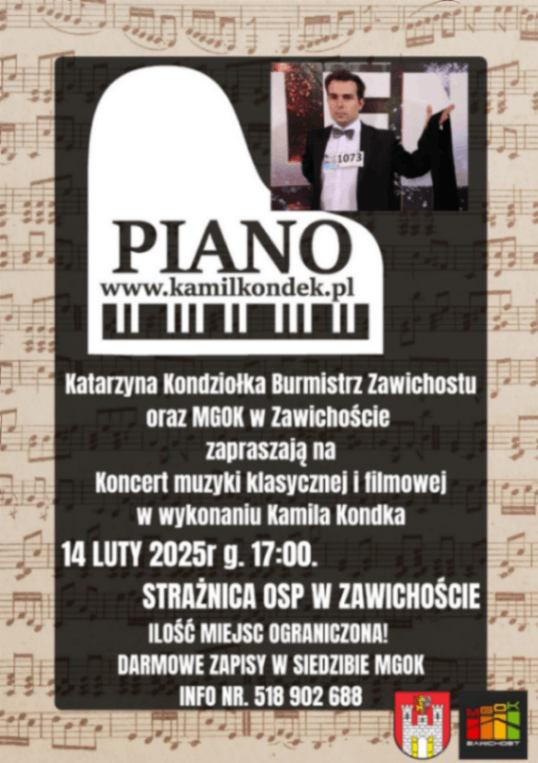 1073
PIANO
www.kamilkondek.pl
Katarzyna Kondziołka Burmistrz Zawichostu
oraz MGOK w Zawichoście
zapraszają na
Koncert muzyki klasycznej i filmowej
w wykonaniu Kamila Kondka
14 LUTY 2025r g. 17:00.
STRAŻNICA OSP W ZAWICHOŚCIE
ILOŚĆ MIEJSC OGRANICZONA!
DARMOWE ZAPISY W SIEDZIBIE MGOK
INFO NR. 518 902 688
MGOK
ZAWICHOST